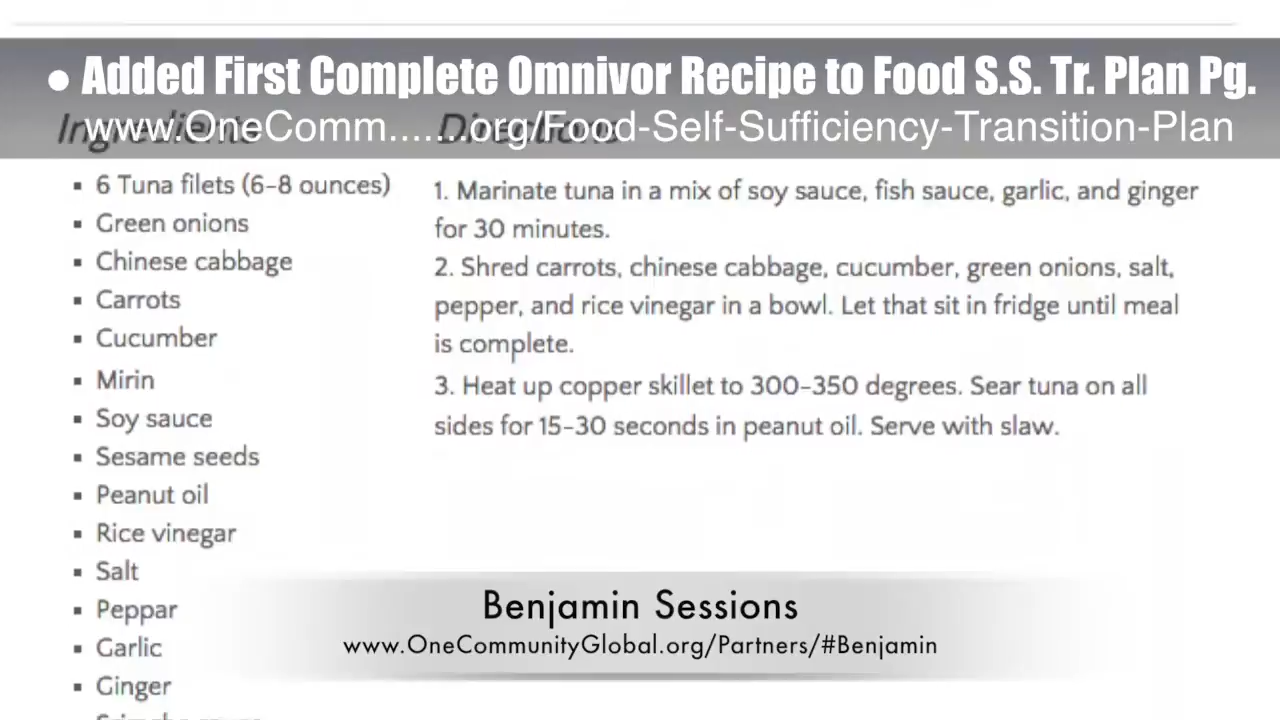 ● Added First Complete Omnivor Recipe to Food S.S. Tr. Plan Pg.
www.OneComm.......org/Food-Self-Sufficiency-Transition-Plan
Ingredients
Directions
▪ 6 Tuna filets (6-8 ounces)
▪ Green onions
▪ Chinese cabbage
▪ Carrots
▪ Cucumber
▪ Mirin
▪ Soy sauce
▪ Sesame seeds
▪ Peanut oil
▪ Rice vinegar
▪ Salt
▪ Peppar
▪ Garlic
▪ Ginger
1. Marinate tuna in a mix of soy sauce, fish sauce, garlic, and ginger
for 30 minutes.
2. Shred carrots, chinese cabbage, cucumber, green onions, salt,
pepper, and rice vinegar in a bowl. Let that sit in fridge until meal
is complete.
3. Heat up copper skillet to 300-350 degrees. Sear tuna on all
sides for 15-30 seconds in peanut oil. Serve with slaw.
Benjamin Sessions
www.OneCommunityGlobal.org/Partners/#Benjamin